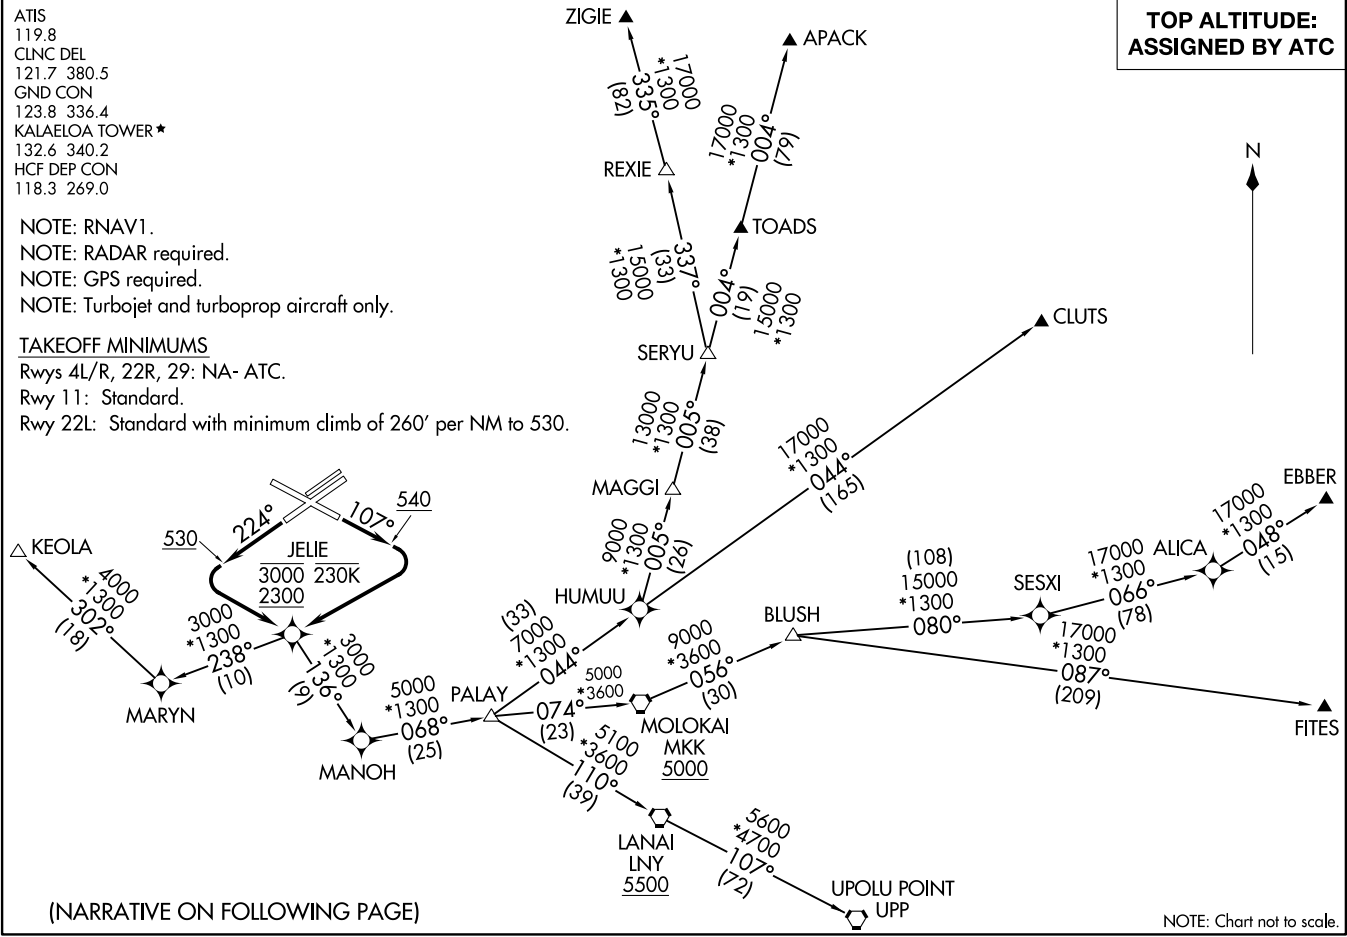 ATIS
119.8
CLNC DEL
121.7 380.5
GND CON
123.8 336.4
KALAELOA TOWER★
132.6 340.2
HCF DEP CON
118.3 269.0
TOP ALTITUDE:
ASSIGNED BY ATC
NOTE: RNAV1.
NOTE: RADAR required.
NOTE: GPS required.
NOTE: Turbojet and turboprop aircraft only.
TAKEOFF MINIMUMS
Rwys 4L/R, 22R, 29: NA- ATC.
Rwy 11: Standard.
Rwy 22L: Standard with minimum climb of 260' per NM to 530.
N
ZIGIE
17000
*1300
335°
(82)
REXIE
15000
*1300
337°
(33)
APACK
17000
*1300
004°
(79)
TOADS
004°
(19)
15000
*1300
SERYU
13000
*1300
005°
(38)
MAGGI
9000
*1300
005°
(26)
HUMUU
CLUTS
17000
*1300
044°
(165)
224°
107°
530
540
JELIE
3000 230K
2300
KEOLA
4000
*1300
302°
(18)
3000
*1300
238°
(10)
MARYN
3000
*1300
136°
(9)
MANOH
5000
*1300
068°
(25)
PALAY
(33)
7000
*1300
044°
5000
*3600
074°
(23)
MOLOKAI
MKK
5000
9000
*3600
056°
(30)
BLUSH
(108)
15000
*1300
080°
SESXI
17000
*1300
066°
(78)
ALICA
17000
*1300
048°
(15)
EBBER
17000
*1300
087°
(209)
FITES
5100
*3600
110°
(39)
LANAI
LNY
5500
5600
*4700
107°
(72)
UPOLU POINT
UPP
(NARRATIVE ON FOLLOWING PAGE)
NOTE: Chart not to scale.